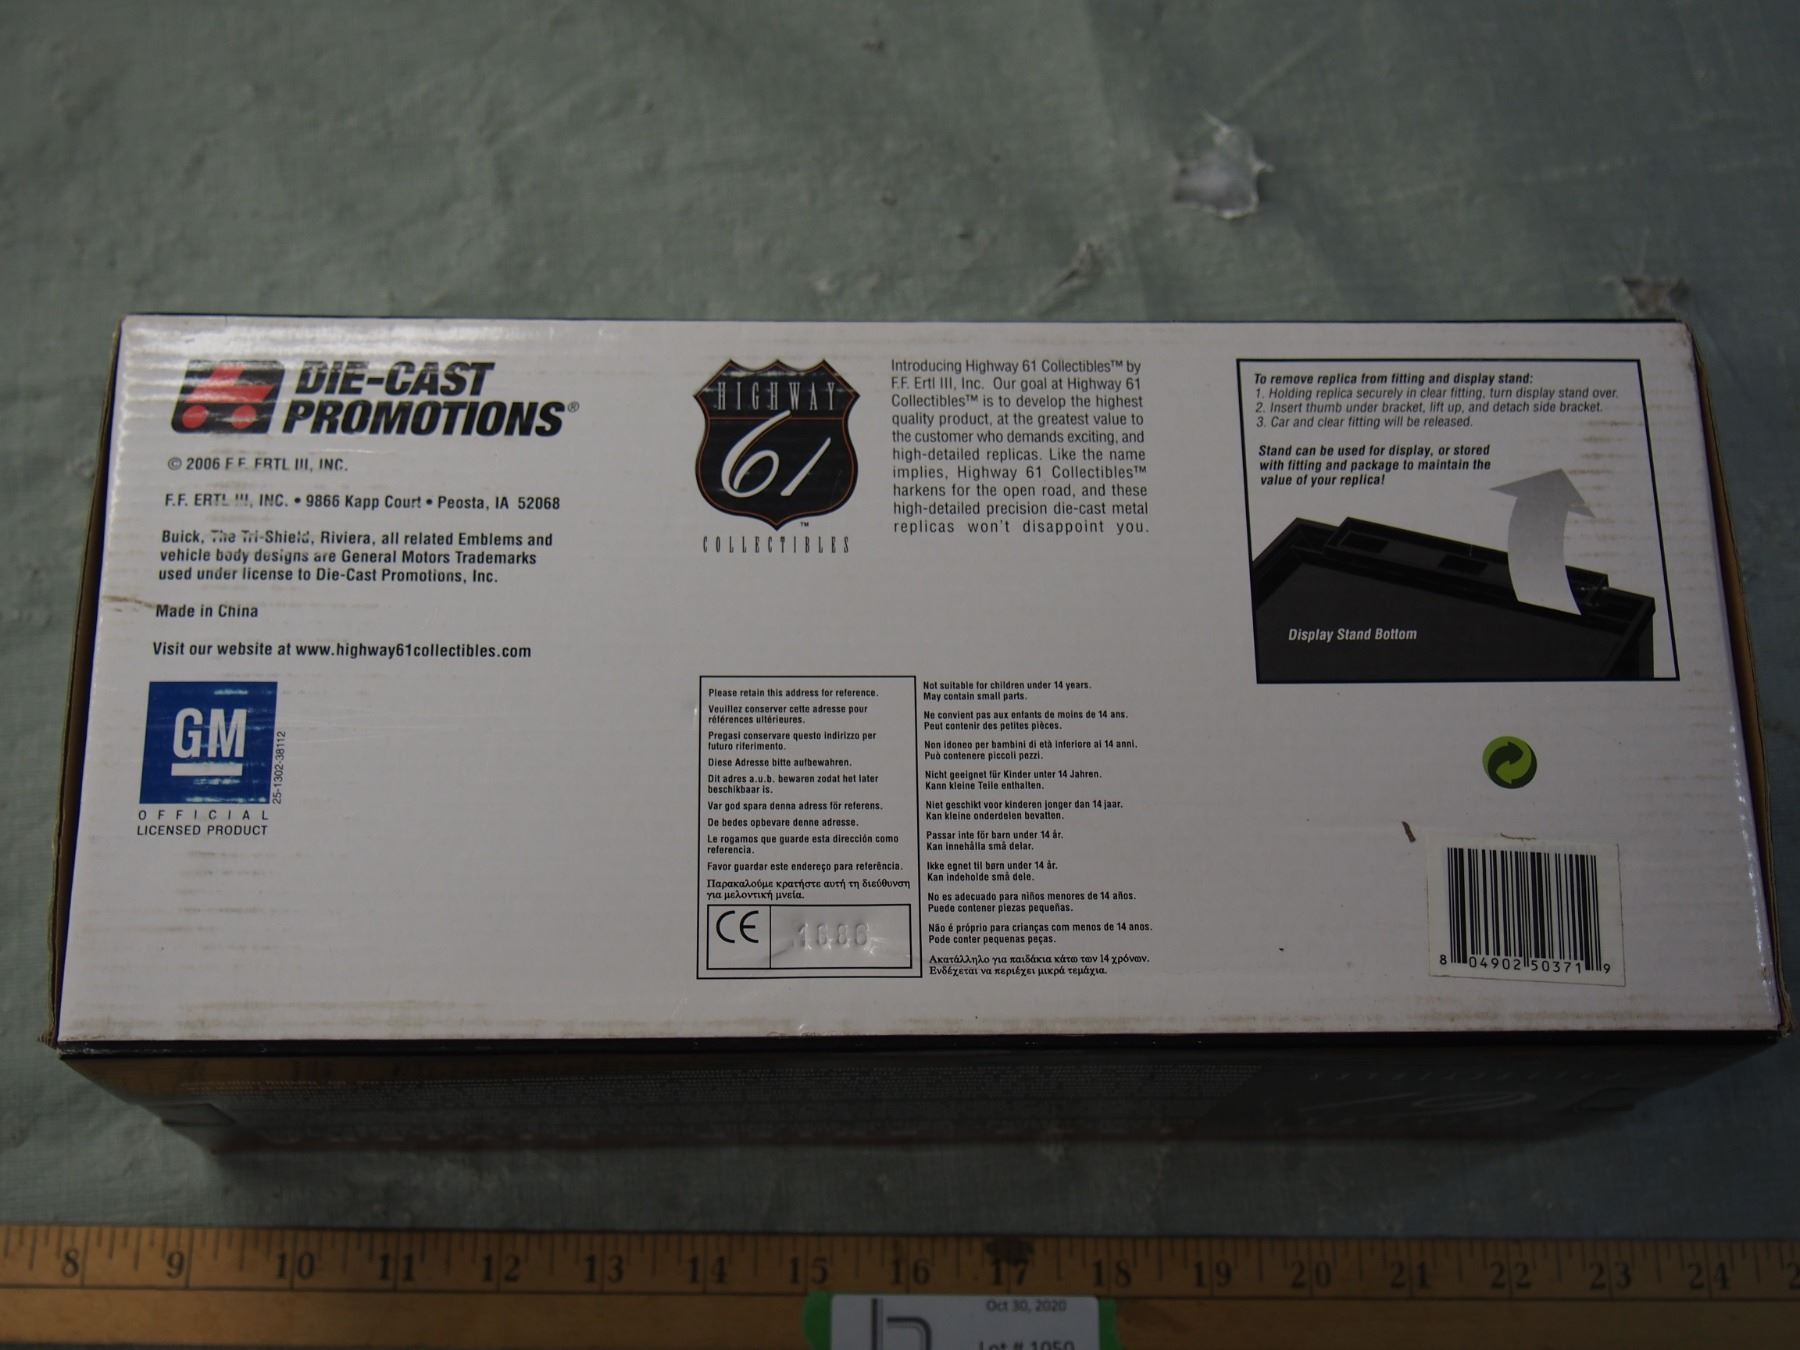 DIE-CAST
PROMOTIONS®
© 2006 F.F. ERTL III, INC.
F.F. ERTL III, INC. • 9866 Kapp Court • Peosta, IA 52068
Buick, The Tri-Shield, Riviera, all related Emblems and
vehicle body designs are General Motors Trademarks
used under license to Die-Cast Promotions, Inc.
Made in China
Visit our website at www.highway61collectibles.com
GM
25-1302-38112
OFFICIAL
LICENSED PRODUCT
HIGHWAY
61
TM
COLLECTIBLES
Introducing Highway 61 Collectibles™ by
F.F. Ertl III, Inc. Our goal at Highway 61
Collectibles™ is to develop the highest
quality product, at the greatest value to
the customer who demands exciting, and
high-detailed replicas. Like the name
implies, Highway 61 Collectibles™
harkens for the open road, and these
high-detailed precision die-cast metal
replicas won't disappoint you.
Please retain this address for reference.
Veuillez conserver cette adresse pour
références ultérieures.
Pregasi conservare questo indirizzo per
futuro riferimento.
Diese Adresse bitte aufbewahren.
Dit adres a.u.b. bewaren zodat het later
beschikbaar is.
Var god spara denna adress för referens.
De bedes opbevare denne adresse.
Le rogamos que guarde esta dirección como
referencia.
Favor guardar este endereço para referência.
Παρακαλούμε κρατήστε αυτή τη διεύθυνση
για μελοντική μνεία.
CE
1686
Not suitable for children under 14 years.
May contain small parts.
Ne convient pas aux enfants de moins de 14 ans.
Peut contenir des petites pièces.
Non idoneo per bambini di età inferiore ai 14 anni.
Può contenere piccoli pezzi.
Nicht geeignet für Kinder unter 14 Jahren.
Kann kleine Teile enthalten.
Niet geschikt voor kinderen jonger dan 14 jaar.
Kan kleine onderdelen bevatten.
Passar inte för barn under 14 år.
Kan innehålla små delar.
Ikke egnet til børn under 14 år.
Kan indeholde små dele.
No es adecuado para niños menores de 14 años.
Puede contener piezas pequeñas.
Não é próprio para crianças com menos de 14 anos.
Pode conter pequenas peças.
Ακατάλληλο για παιδάκια κάτω των 14 χρόνων.
Ενδέχεται να περιέχει μικρά τεμάχια.
To remove replica from fitting and display stand:
1. Holding replica securely in clear fitting, turn display stand over.
2. Insert thumb under bracket, lift up, and detach side bracket.
3. Car and clear fitting will be released.
Stand can be used for display, or stored
with fitting and package to maintain the
value of your replica!
Display Stand Bottom
8 04902 50371 9
8 9 10 11 12 13 14 15 16 17 18 19 20 21 22 23 24
Oct 30, 2020
Lot # 1050